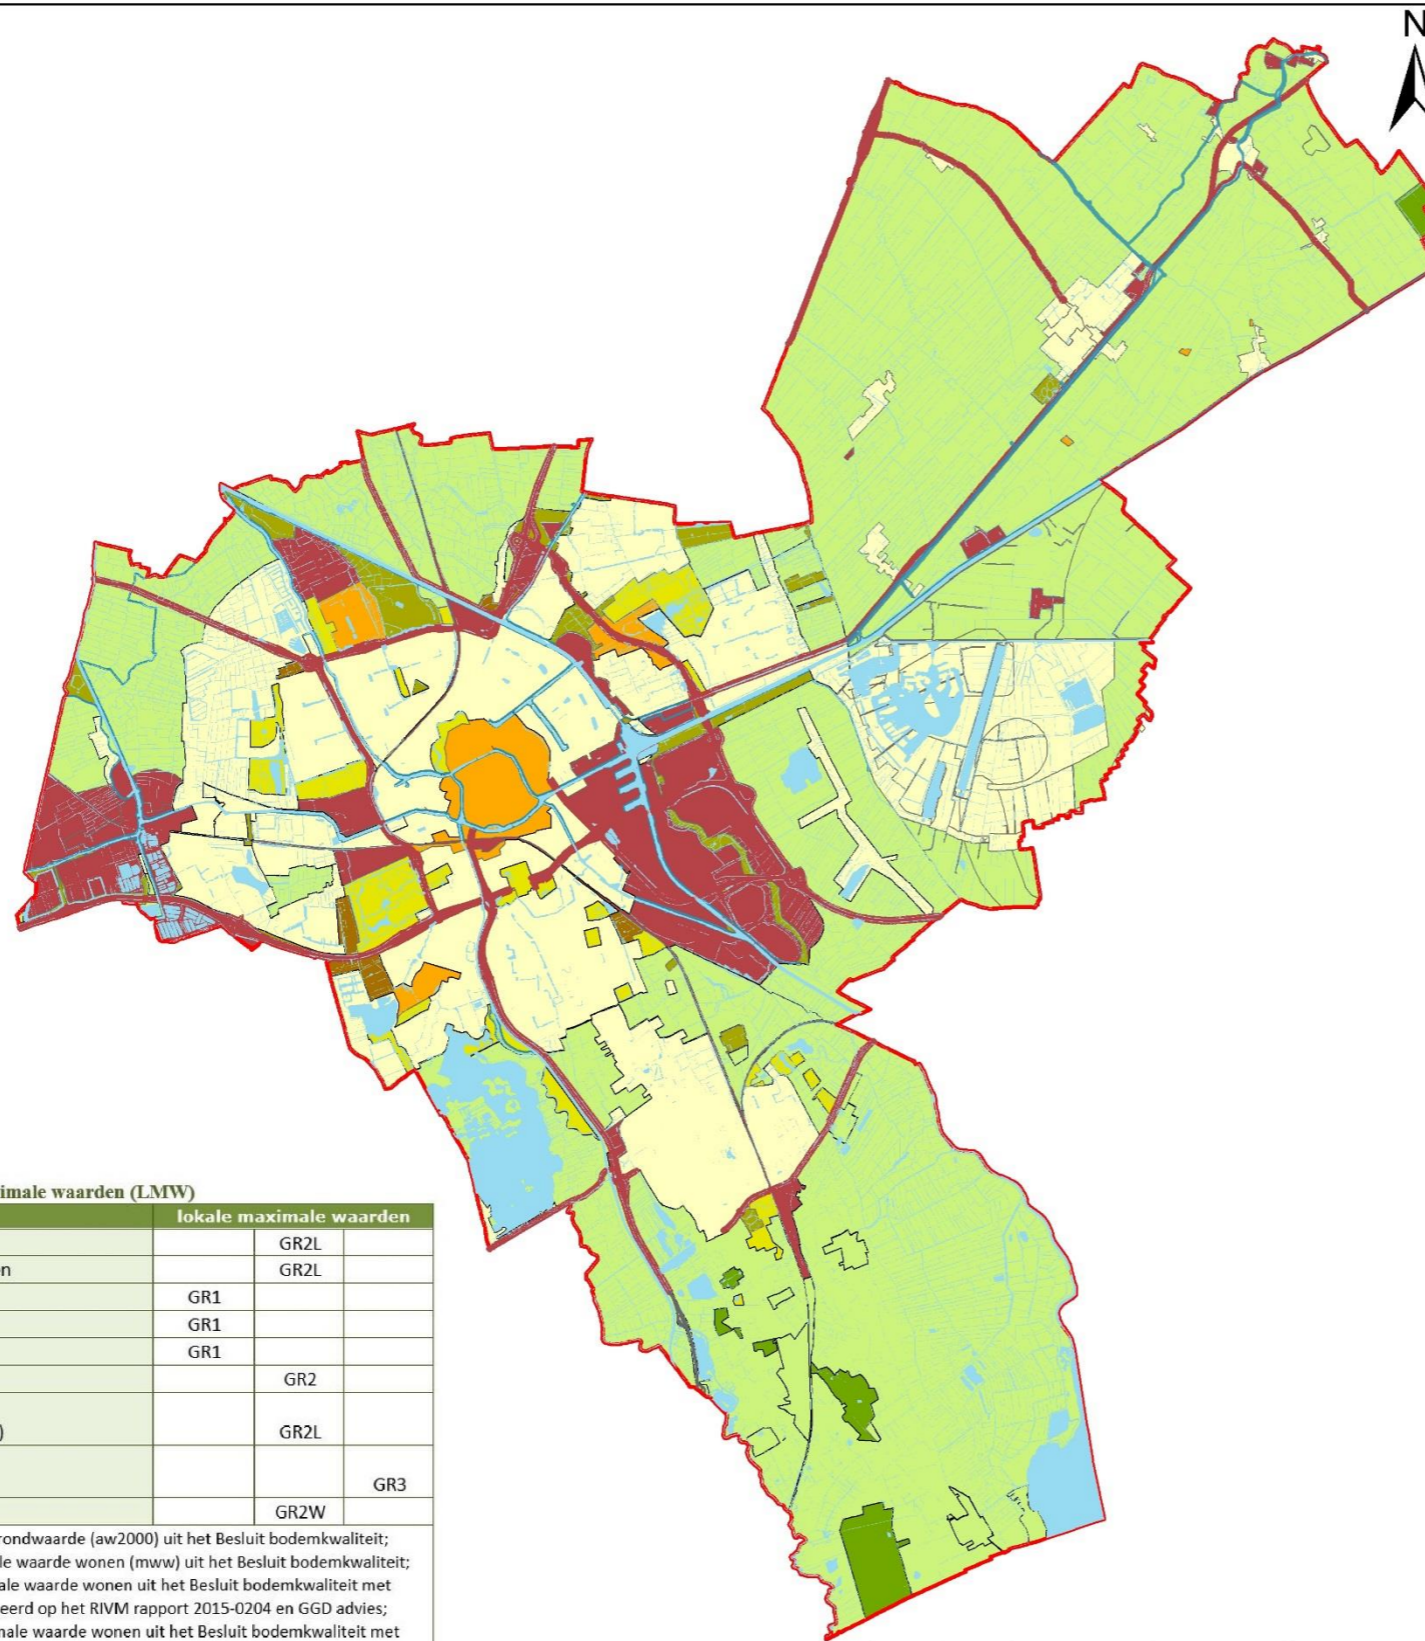 N
imale waarden (LMW)
lokale maximale waarden
GR2L
n GR2L
GR1
GR1
GR1
GR2
) GR2L
GR3
GR2W
rondwaarde (aw2000) uit het Besluit bodemkwaliteit;
le waarde wonen (mww) uit het Besluit bodemkwaliteit;
ale waarde wonen uit het Besluit bodemkwaliteit met
eerd op het RIVM rapport 2015-0204 en GGD advies;
male waarde wonen uit het Besluit bodemkwaliteit met